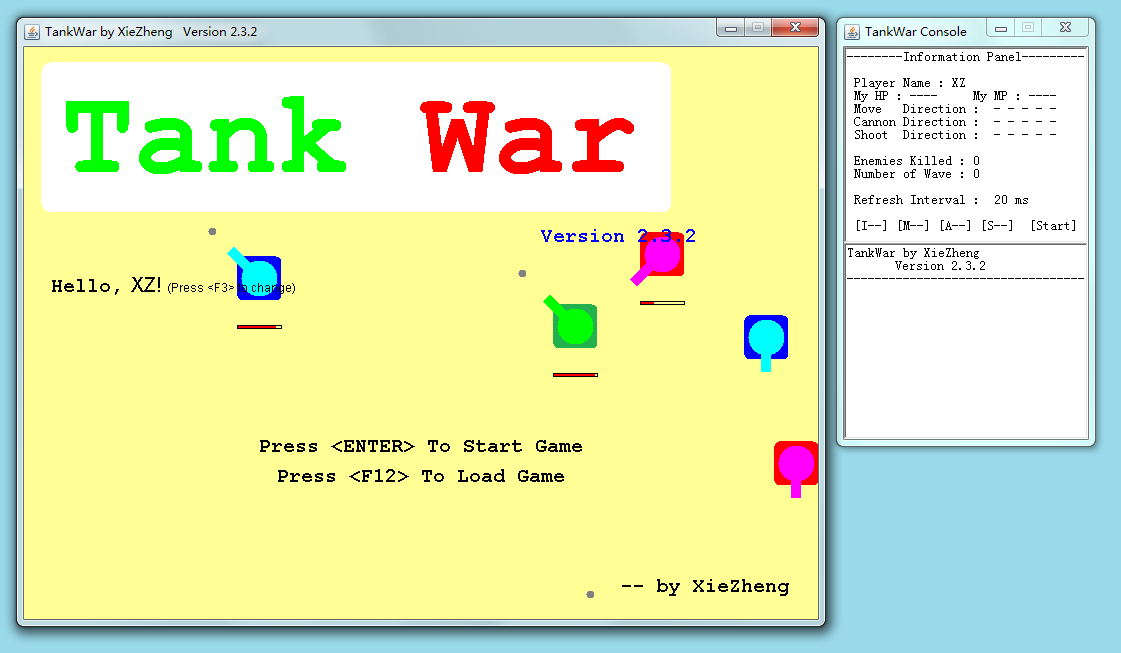 TankWar by XieZheng   Version 2.3.2
Tank War
Version 2.3.2
Hello, XZ! (Press <F3> to change)
Press <ENTER> To Start Game
Press <F12> To Load Game
-- by XieZheng
TankWar Console
--------Information Panel---------
Player Name : XZ
My HP : ----     My MP : ----
Move   Direction :  - - - - -
Cannon Direction :  - - - - -
Shoot  Direction :  - - - - -
Enemies Killed : 0
Number of Wave : 0
Refresh Interval :  20 ms
[I--] [M--] [A--] [S--]  [Start]
TankWar by XieZheng
Version 2.3.2
----------------------------------